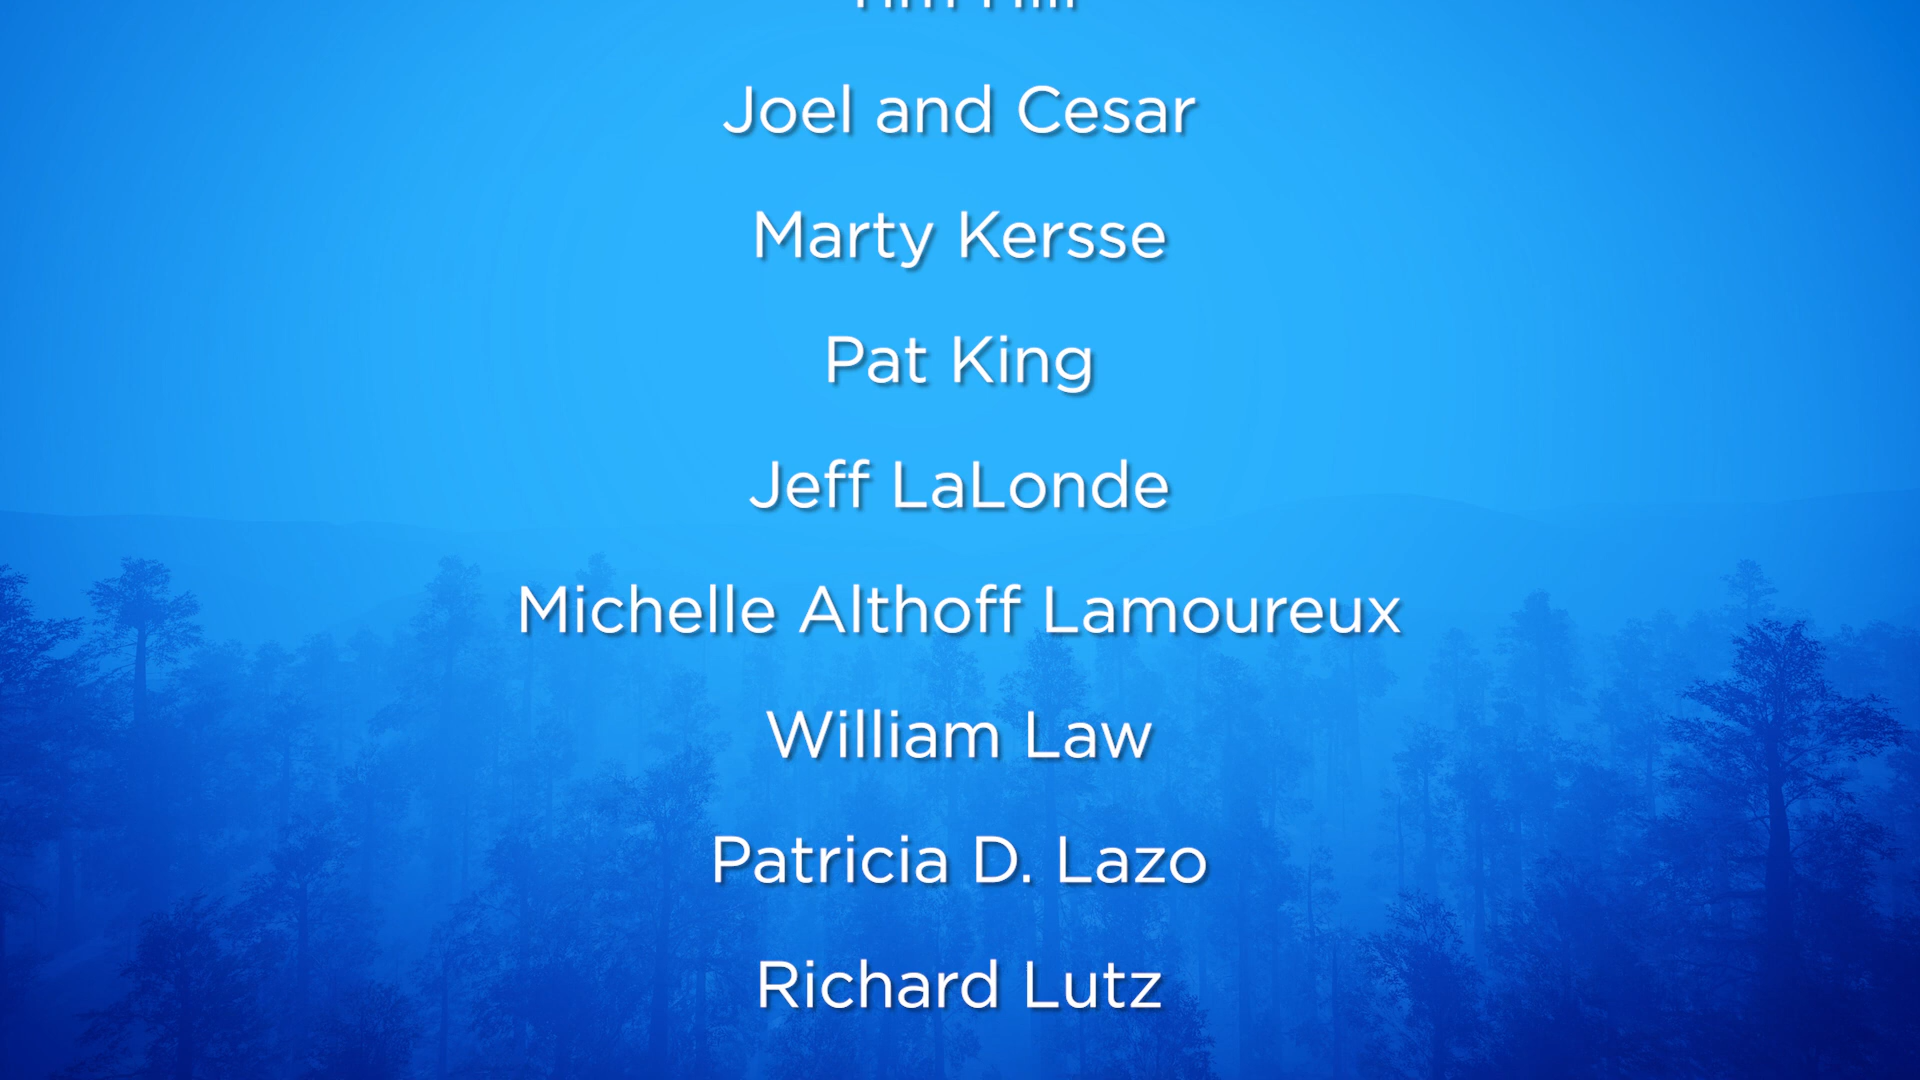 Joel and Cesar
Marty Kersse
Pat King
Jeff LaLonde
Michelle Althoff Lamoureux
William Law
Patricia D. Lazo
Richard Lutz